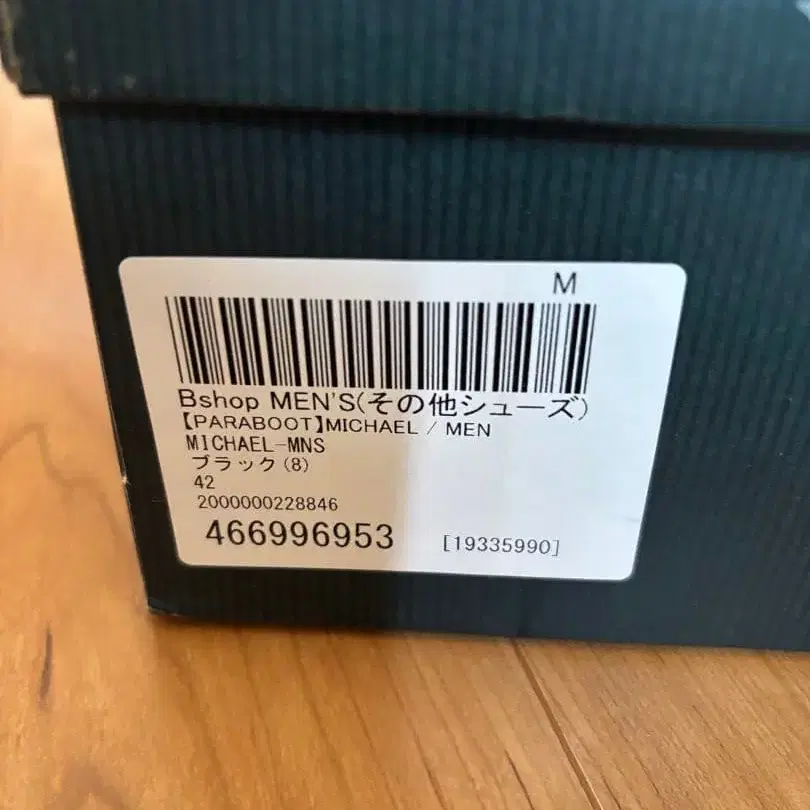 M
Bshop MEN'S(その他シューズ)
【PARABOOT】MICHAEL / MEN
MICHAEL-MNS
ブラック(8)
42
2000000228846
466996953 [19335990]